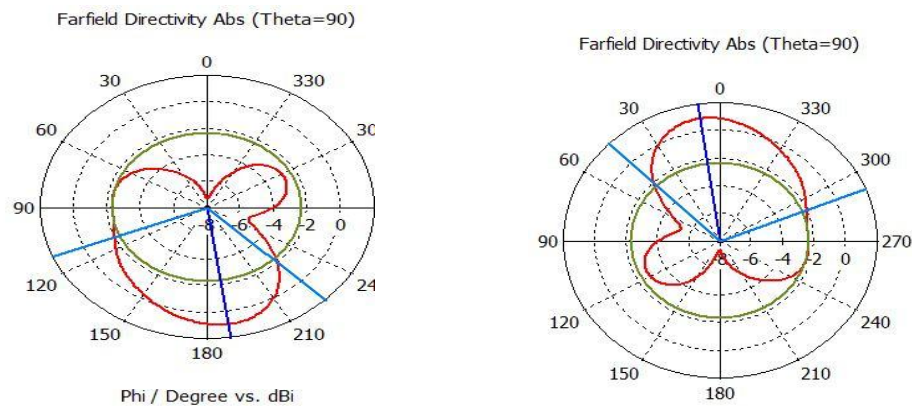 Farfield Directivity Abs (Theta=90)
0
30 330
60 30
90 -8 -6 -4 -2 0
120 24
150 210
180
Phi / Degree vs. dBi
Farfield Directivity Abs (Theta=90)
0
30 330
60 300
90 -8 -6 -4 -2 0 270
120 240
150 210
180